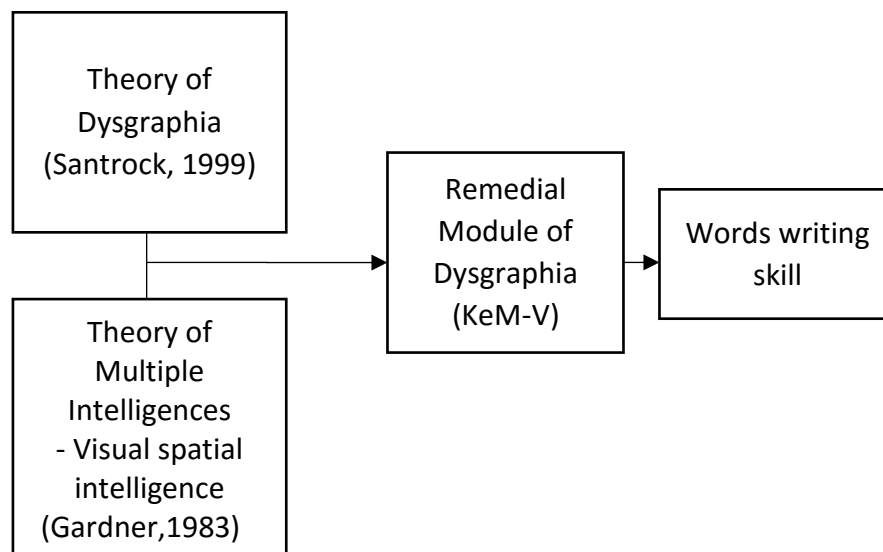 Theory of
Dysgraphia
(Santrock, 1999)
Theory of
Multiple
Intelligences
- Visual spatial
intelligence
(Gardner,1983)
Remedial
Module of
Dysgraphia
(KeM-V)
Words writing
skill